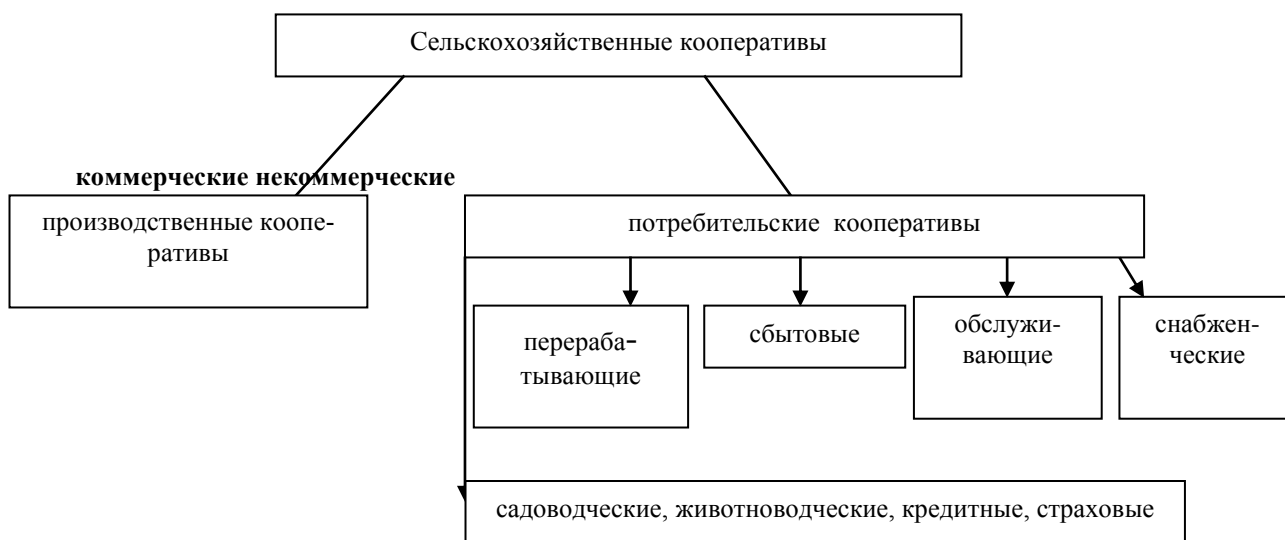 Сельскохозяйственные кооперативы
коммерческие некоммерческие
производственные коопе-
ративы
потребительские кооперативы
перераба-
тывающие
сбытовые
обслужи-
вающие
снабжен-
ческие
садоводческие, животноводческие, кредитные, страховые